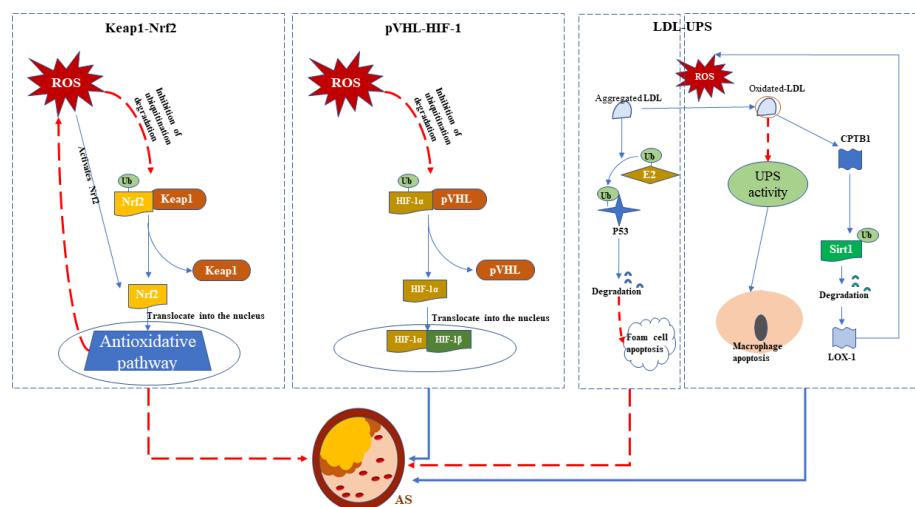 Keap1-Nrf2
ROS
Inhibition of
ubiquitination
degradation
Activates Nrf2
Ub
Nrf2
Keap1
Keap1
Nrf2
Translocate into the nucleus
Antioxidative
pathway
pVHL-HIF-1
ROS
Inhibition of
ubiquitination
degradation
Ub
HIF-1α
pVHL
pVHL
HIF-1α
Translocate into the nucleus
HIF-1α
HIF-1β
LDL-UPS
ROS
Aggregated LDL
Oxidated-LDL
Ub
E2
Ub
P53
Degradation
Foam cell
apoptosis
UPS
activity
Macrophage
apoptosis
CPTB1
Ub
Sirt1
Degradation
LOX-1
AS